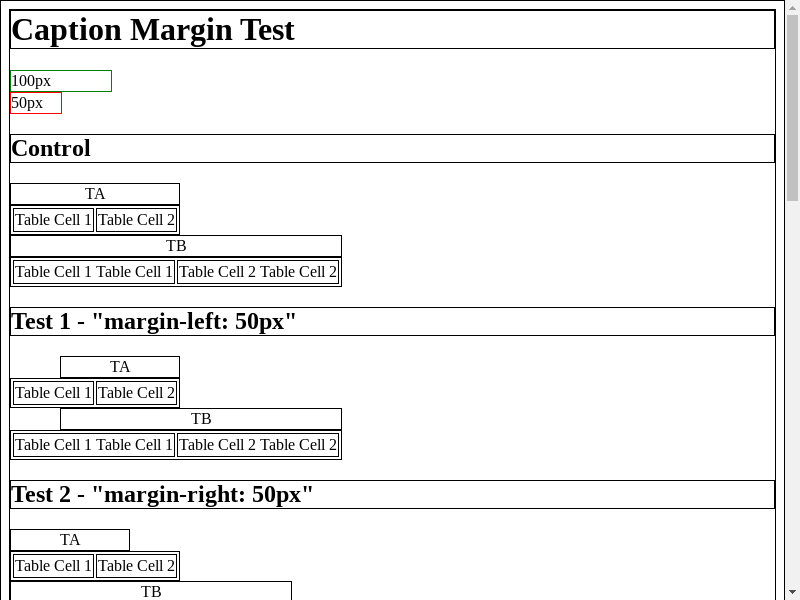 Caption Margin Test
100px
50px
Control
TA
Table Cell 1 Table Cell 2
TB
Table Cell 1 Table Cell 1 Table Cell 2 Table Cell 2
Test 1 - "margin-left: 50px"
TA
Table Cell 1 Table Cell 2
TB
Table Cell 1 Table Cell 1 Table Cell 2 Table Cell 2
Test 2 - "margin-right: 50px"
TA
Table Cell 1 Table Cell 2
TB